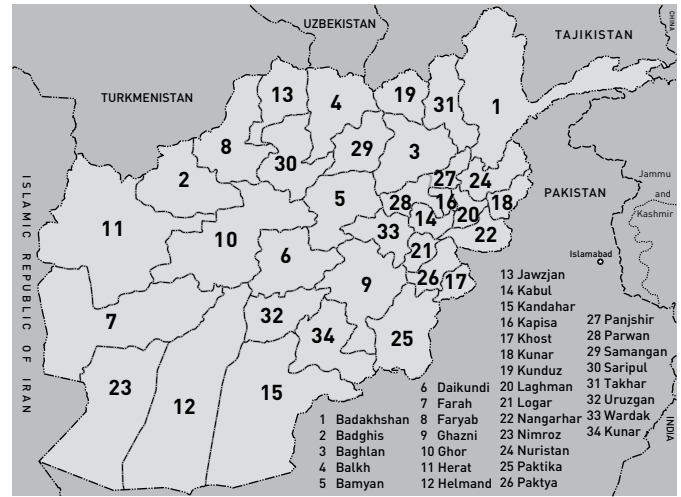 UZBEKISTAN
TAJIKISTAN
CHINA
TURKMENISTAN
ISLAMIC REPUBLIC OF IRAN
PAKISTAN
Jammu
and
Kashmir
Islamabad
INDIA
13
4
19
31
1
8
29
3
30
2
27
24
5
28
16
18
14
20
11
33
22
10
21
6
26
17
9
7
32
34
25
23
12
15
1 Badakhshan
2 Badghis
3 Baghlan
4 Balkh
5 Bamyan
6 Daikundi
7 Farah
8 Faryab
9 Ghazni
10 Ghor
11 Herat
12 Helmand
13 Jawzjan
14 Kabul
15 Kandahar
16 Kapisa
17 Khost
18 Kunar
19 Kunduz
20 Laghman
21 Logar
22 Nangarhar
23 Nimroz
24 Nuristan
25 Paktika
26 Paktya
27 Panjshir
28 Parwan
29 Samangan
30 Saripul
31 Takhar
32 Uruzgan
33 Wardak
34 Kunar